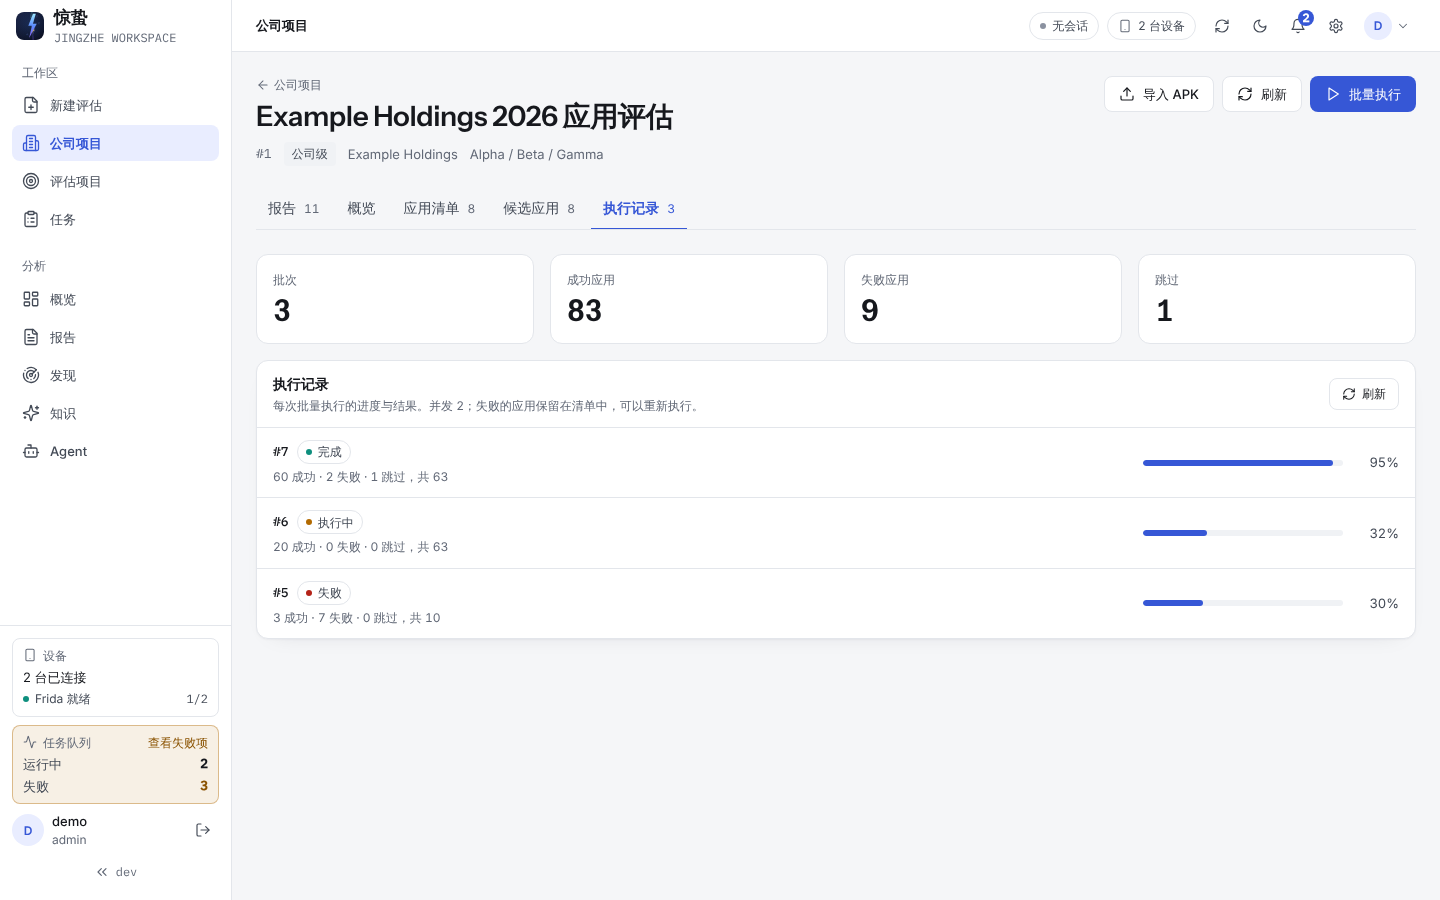 惊蛰
JINGZHE WORKSPACE
工作区
新建评估
公司项目
评估项目
任务
分析
概览
报告
发现
知识
Agent
设备
2 台已连接
Frida 就绪 1/2
任务队列 查看失败项
运行中 2
失败 3
D demo
admin
dev
公司项目
无会话
2 台设备
2
D
公司项目
Example Holdings 2026 应用评估
#1 公司级 Example Holdings Alpha / Beta / Gamma
导入 APK
刷新
批量执行
报告 11 概览 应用清单 8 候选应用 8 执行记录 3
批次
3
成功应用
83
失败应用
9
跳过
1
执行记录
每次批量执行的进度与结果。并发 2；失败的应用保留在清单中，可以重新执行。
刷新
#7 完成
60 成功 · 2 失败 · 1 跳过，共 63
95%
#6 执行中
20 成功 · 0 失败 · 0 跳过，共 63
32%
#5 失败
3 成功 · 7 失败 · 0 跳过，共 10
30%